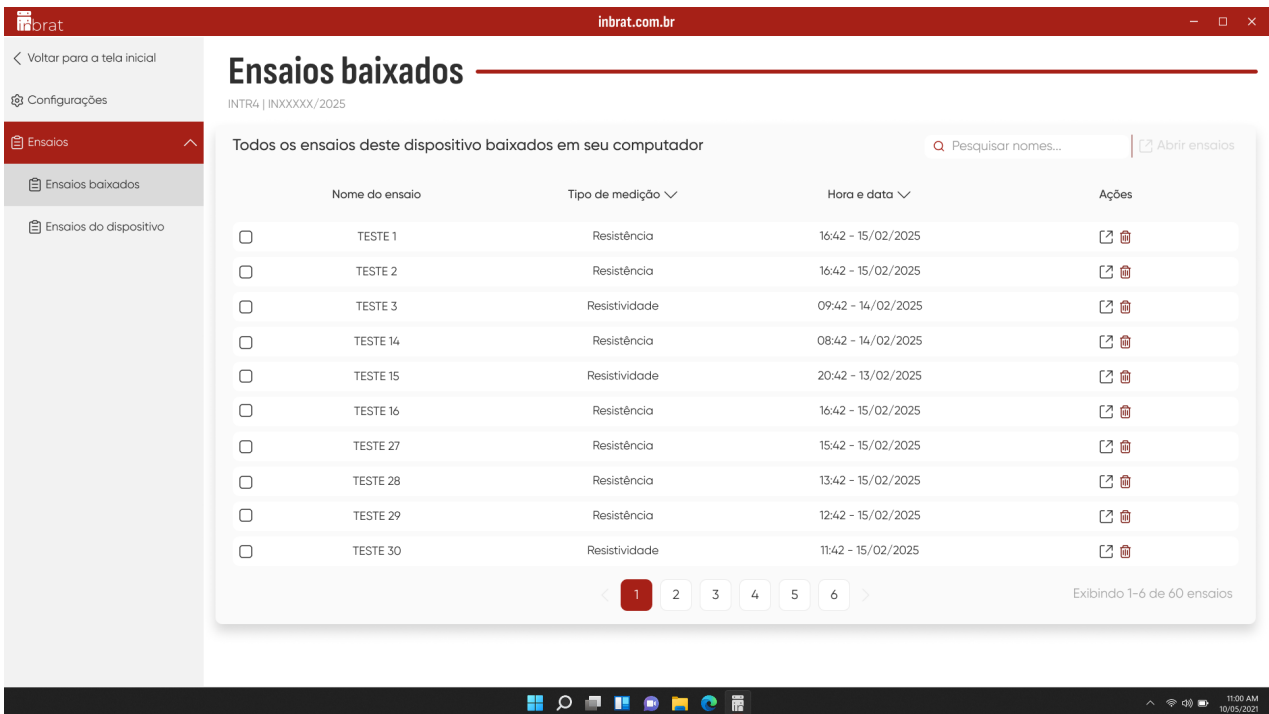 inbrat
inbrat.com.br
Voltar para a tela inicial
Configurações
Ensaios
Ensaios baixados
Ensaios do dispositivo
Ensaios baixados
INTR4 | INXXXXX/2025
Todos os ensaios deste dispositivo baixados em seu computador
Pesquisar nomes...
Abrir ensaios
Nome do ensaio Tipo de medição Hora e data Ações
TESTE 1 Resistência 16:42 - 15/02/2025
TESTE 2 Resistência 16:42 - 15/02/2025
TESTE 3 Resistividade 09:42 - 14/02/2025
TESTE 14 Resistência 08:42 - 14/02/2025
TESTE 15 Resistividade 20:42 - 13/02/2025
TESTE 16 Resistência 16:42 - 15/02/2025
TESTE 27 Resistência 15:42 - 15/02/2025
TESTE 28 Resistência 13:42 - 15/02/2025
TESTE 29 Resistência 12:42 - 15/02/2025
TESTE 30 Resistividade 11:42 - 15/02/2025
1 2 3 4 5 6
Exibindo 1-6 de 60 ensaios
11:00 AM
10/05/2021